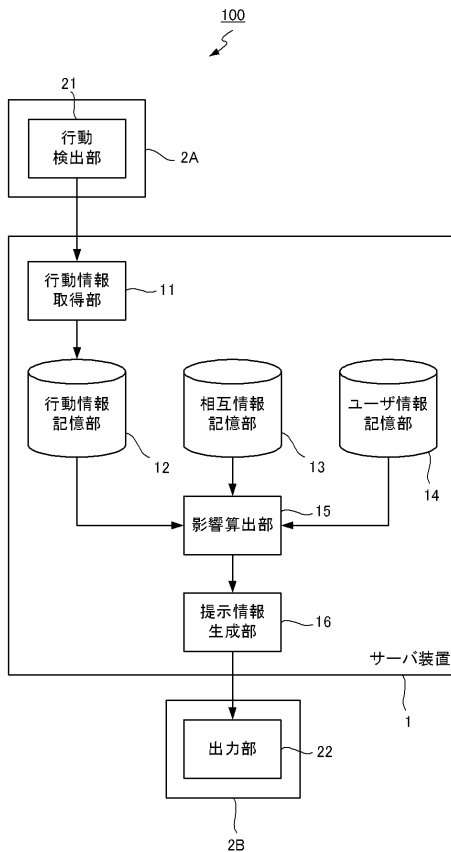 100
21
行動
検出部
2A
行動情報
取得部
11
行動情報
記憶部
相互情報
記憶部
ユーザ情報
記憶部
12
13
14
影響算出部
15
提示情報
生成部
16
サーバ装置
1
出力部
22
2B